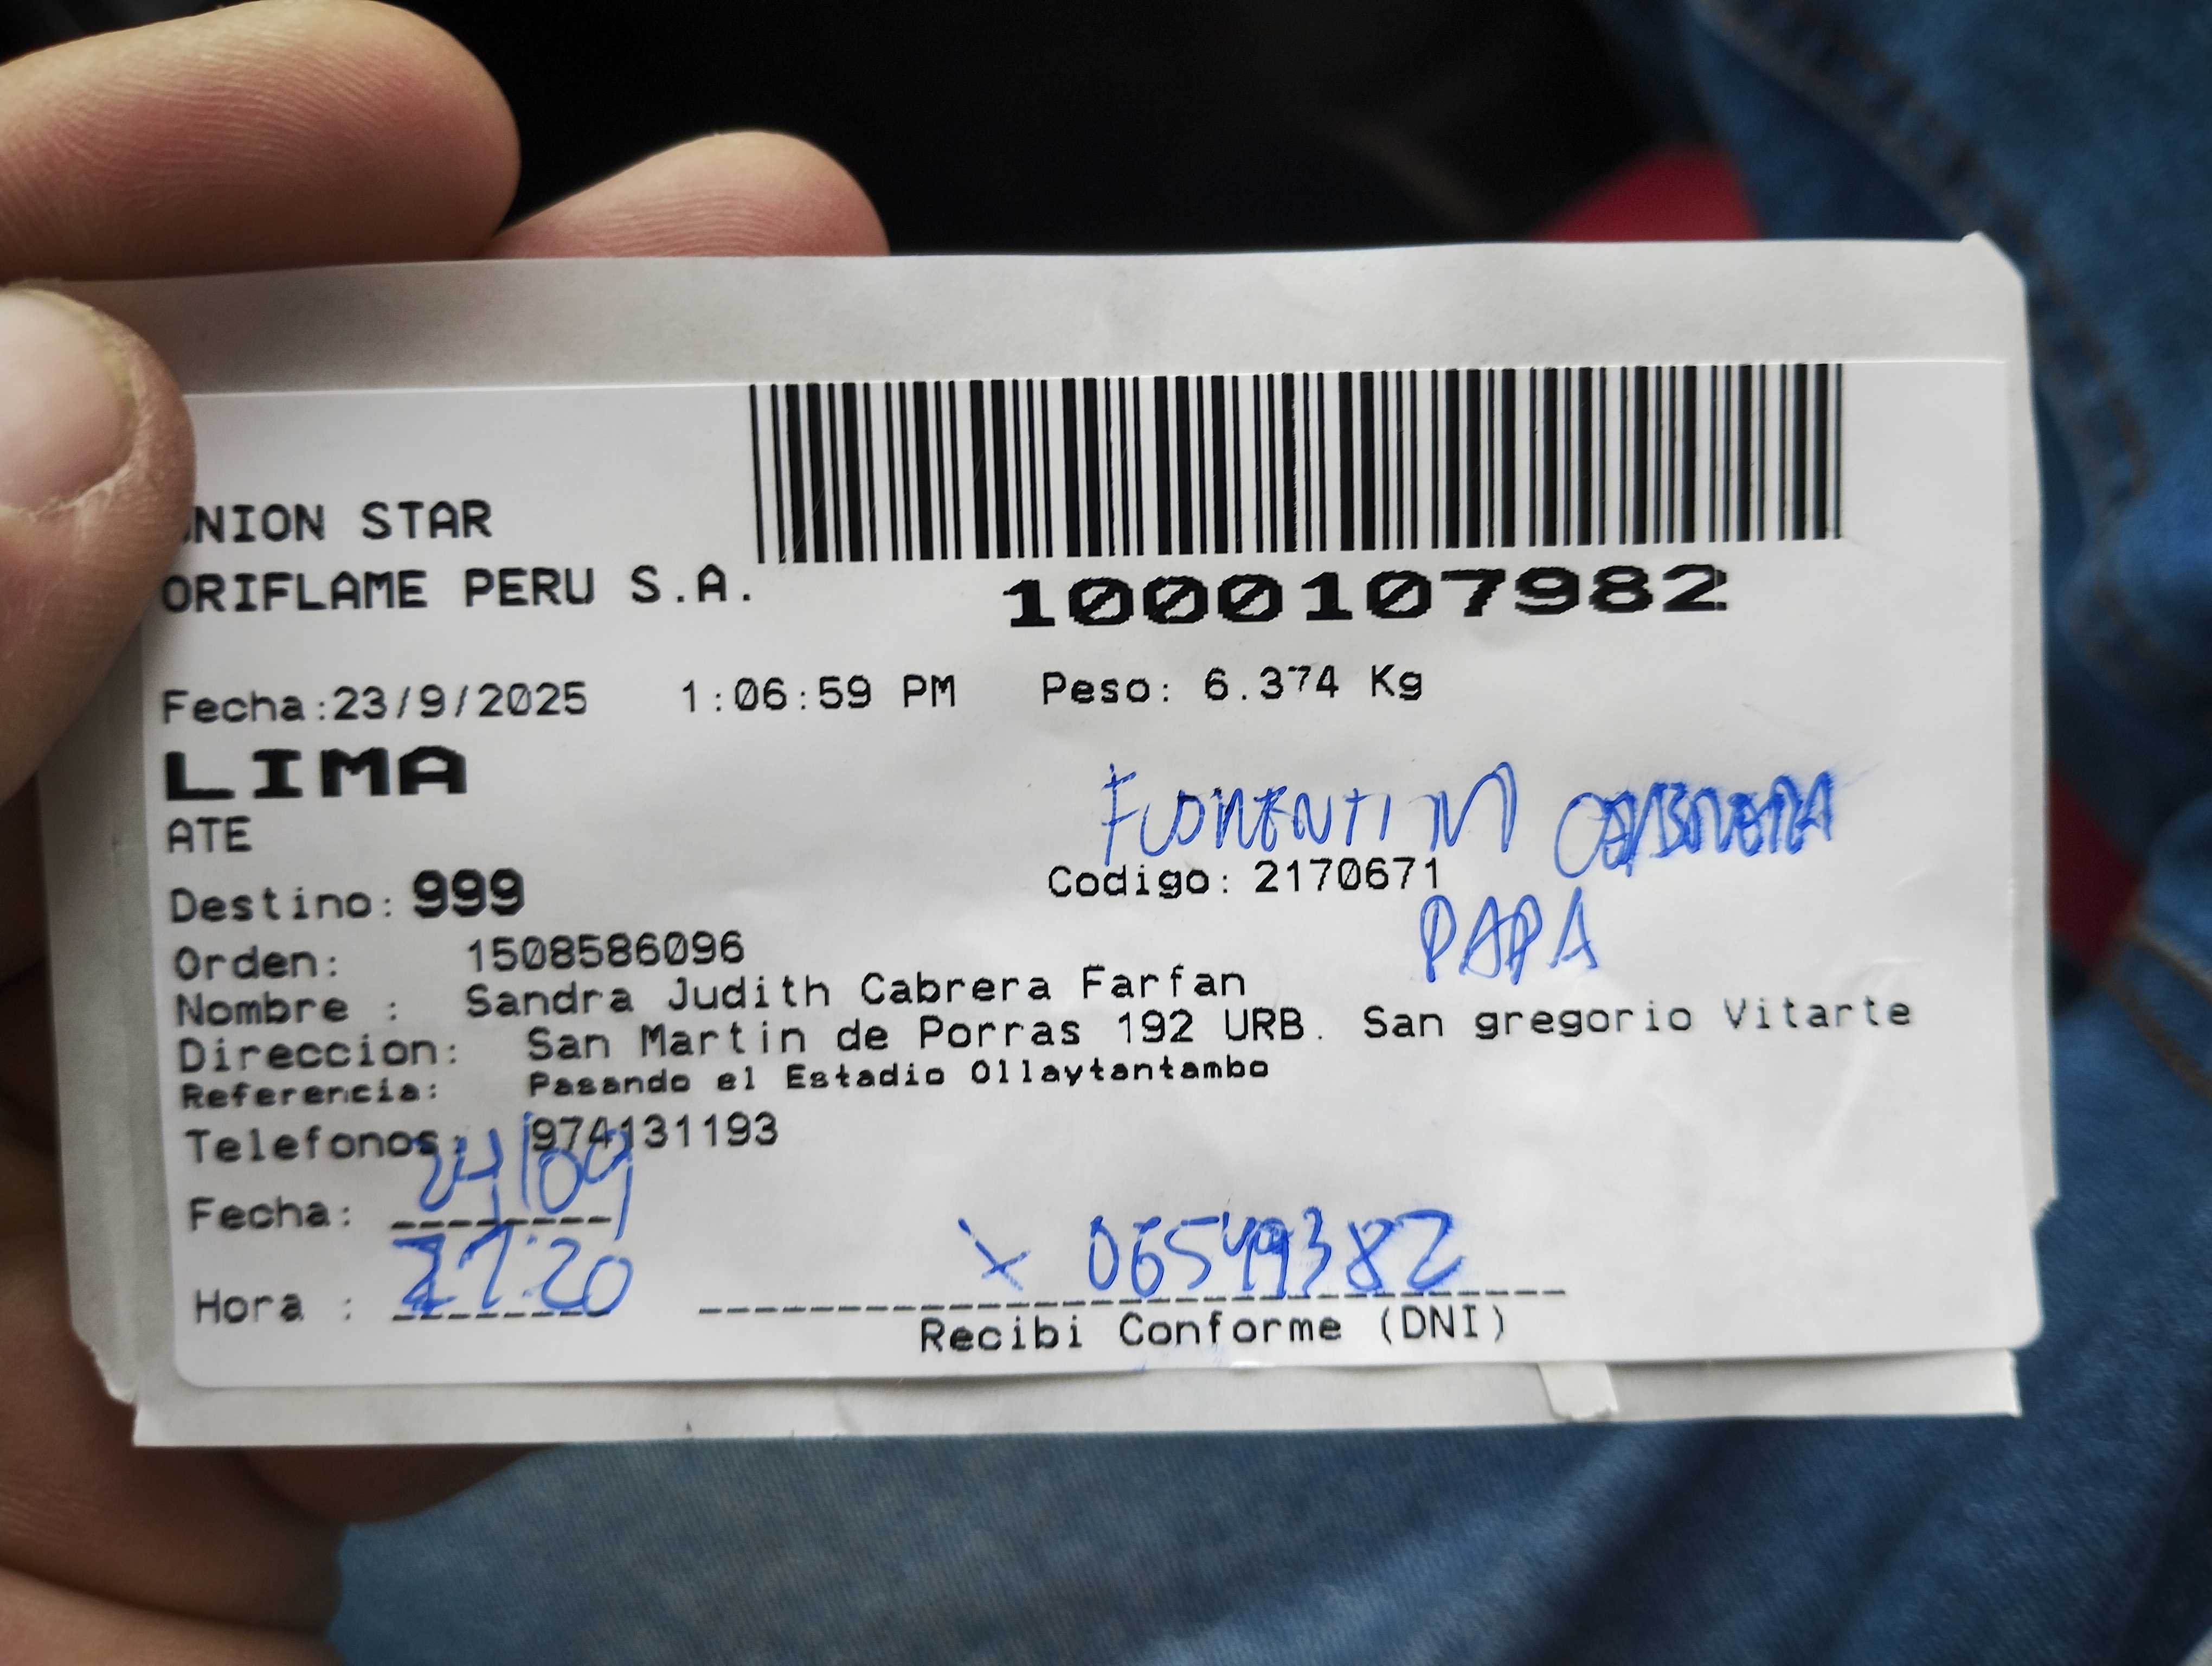 NION STAR
ORIFLAME PERU S.A.
1000107982
Fecha:23/9/2025 1:06:59 PM Peso: 6.374 Kg
LIMA
ATE
CABRERA
Destino: 999 Codigo: 2170671
PAPA
Orden: 1508586096
Nombre : Sandra Judith Cabrera Farfan
Direccion: San Martin de Porras 192 URB. San gregorio Vitarte
Referencia: Pasando el Estadio Ollaytantambo
Telefonos: 974131193
Fecha: 24/09
Hora :
X 06549382
Recibi Conforme (DNI)